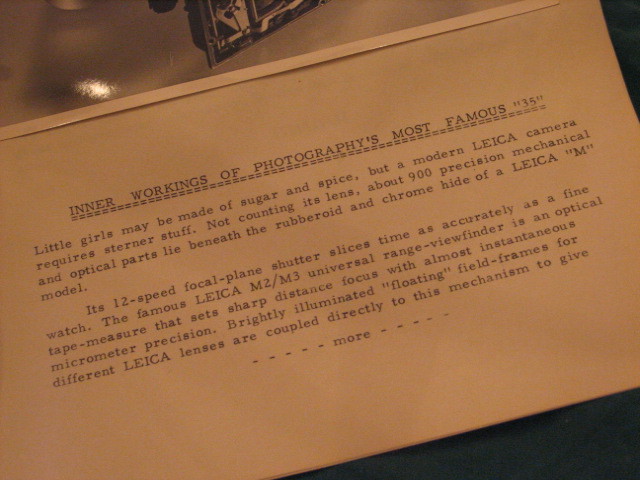 INNER WORKINGS OF PHOTOGRAPHY'S MOST FAMOUS "35"
Little girls may be made of sugar and spice, but a modern LEICA camera
requires sterner stuff. Not counting its lens, about 900 precision mechanical
and optical parts lie beneath the rubberoid and chrome hide of a LEICA "M"
model.
Its 12-speed focal-plane shutter slices time as accurately as a fine
watch. The famous LEICA M2/M3 universal range-viewfinder is an optical
tape-measure that sets sharp distance focus with almost instantaneous
micrometer precision. Brightly illuminated "floating" field-frames for
different LEICA lenses are coupled directly to this mechanism to give
- - - - - more - - - - -